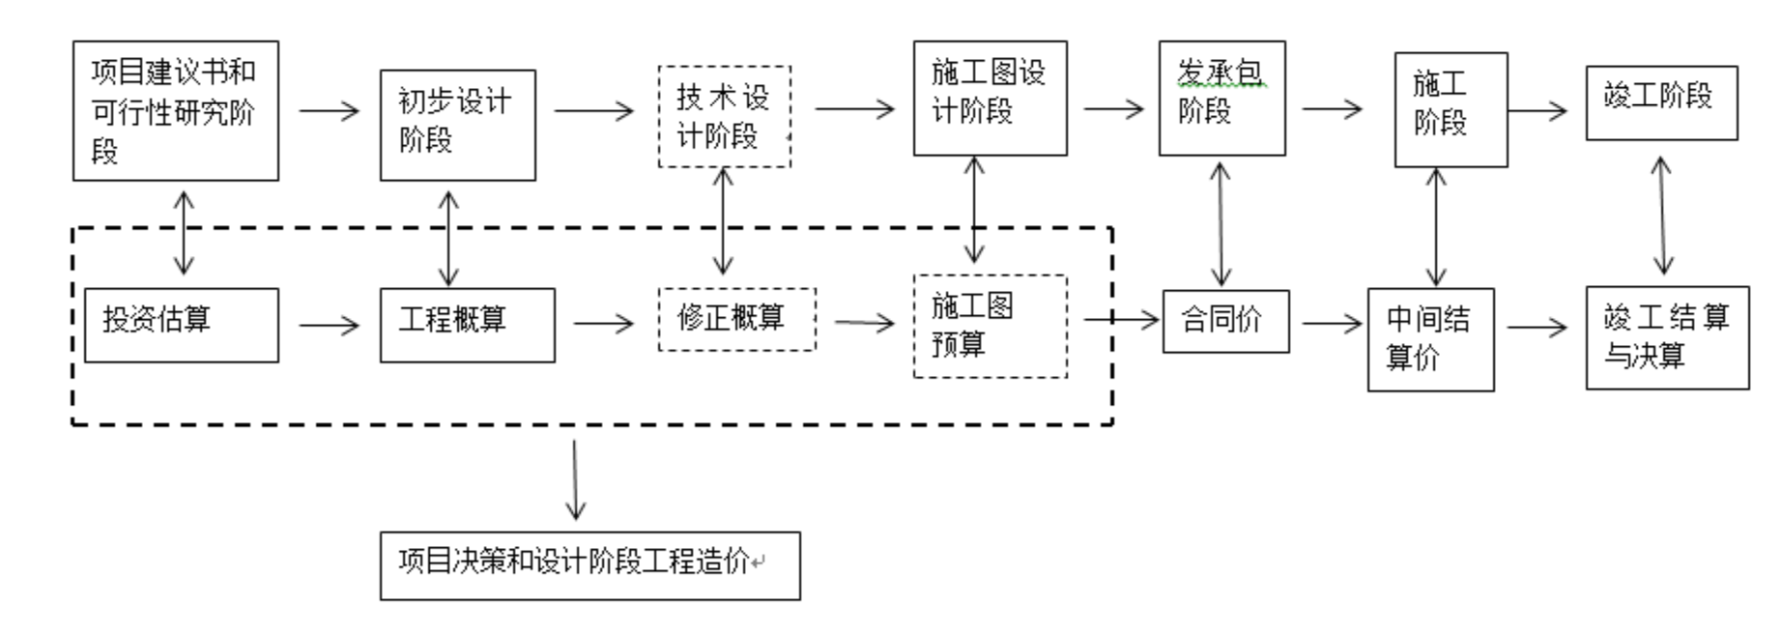 项目建议书和
可行性研究阶
段
初步设计
阶段
技术设
计阶段
施工图设
计阶段
发承包
阶段
施工
阶段
竣工阶段
投资估算
工程概算
修正概算
施工图
预算
合同价
中间结
算价
竣工结算
与决算
项目决策和设计阶段工程造价↵